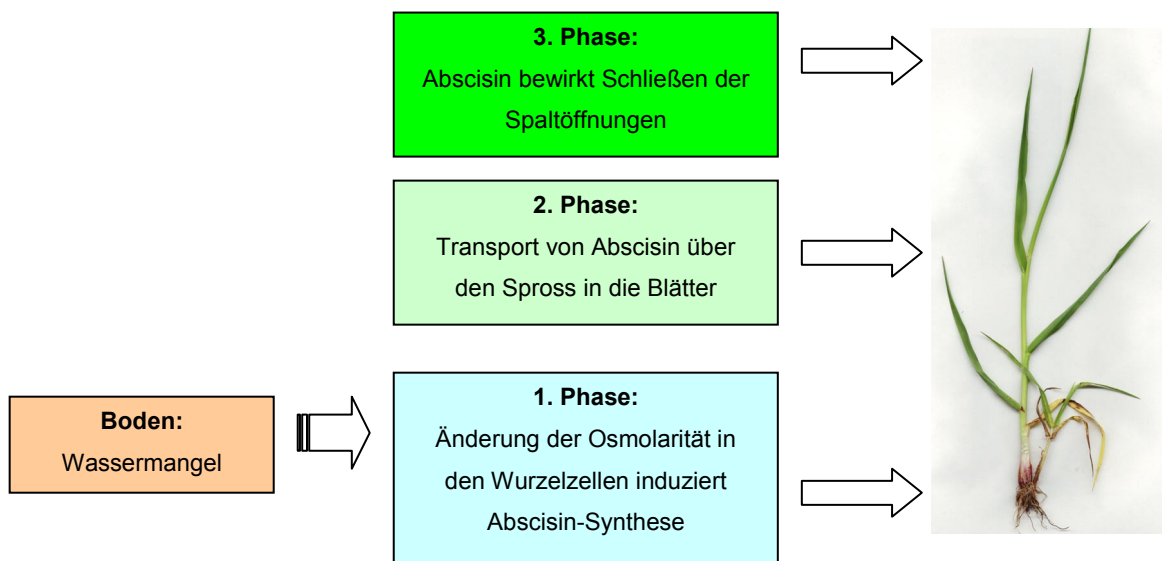 3. Phase:
Abscisin bewirkt Schließen der
Spaltöffnungen
2. Phase:
Transport von Abscisin über
den Spross in die Blätter
Boden:
Wassermangel
1. Phase:
Änderung der Osmolarität in
den Wurzelzellen induziert
Abscisin-Synthese